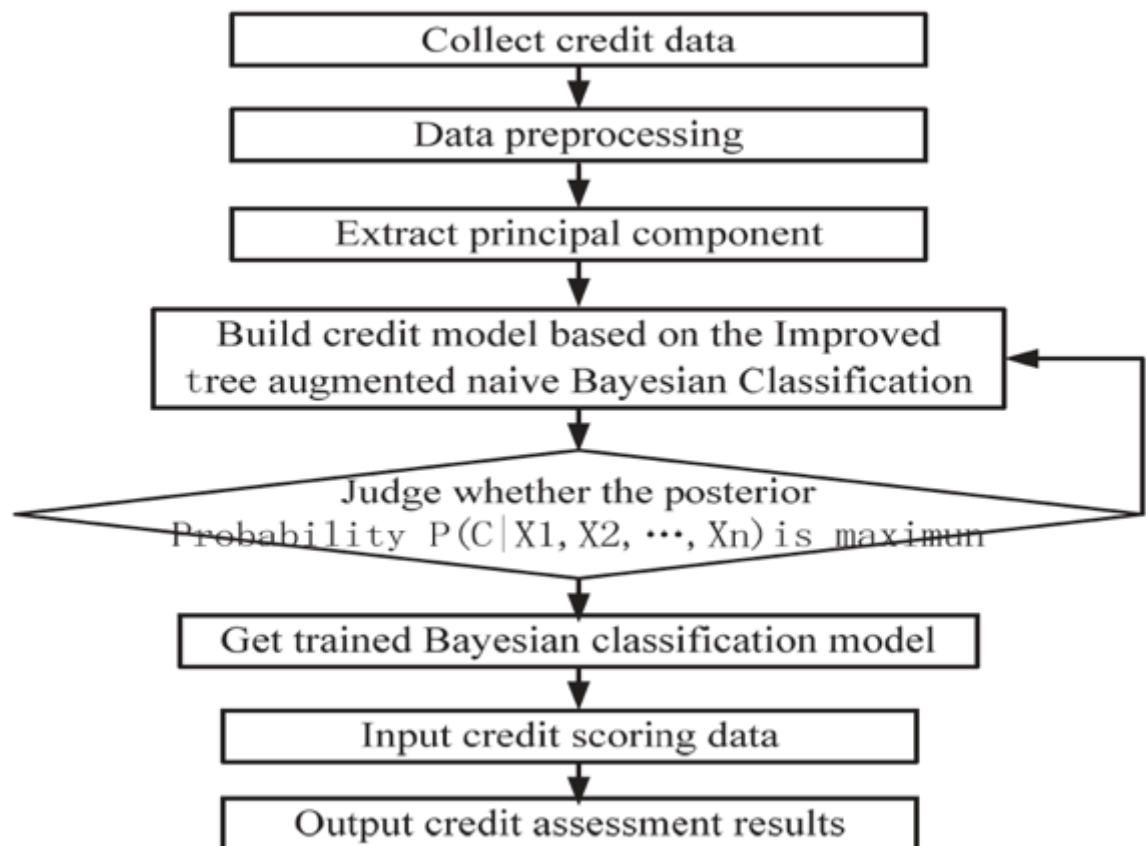 Collect credit data
Data preprocessing
Extract principal component
Build credit model based on the Improved
tree augmented naive Bayesian Classification
Judge whether the posterior
Probability P(C|X1, X2, ⋯, Xn) is maximun
Get trained Bayesian classification model
Input credit scoring data
Output credit assessment results